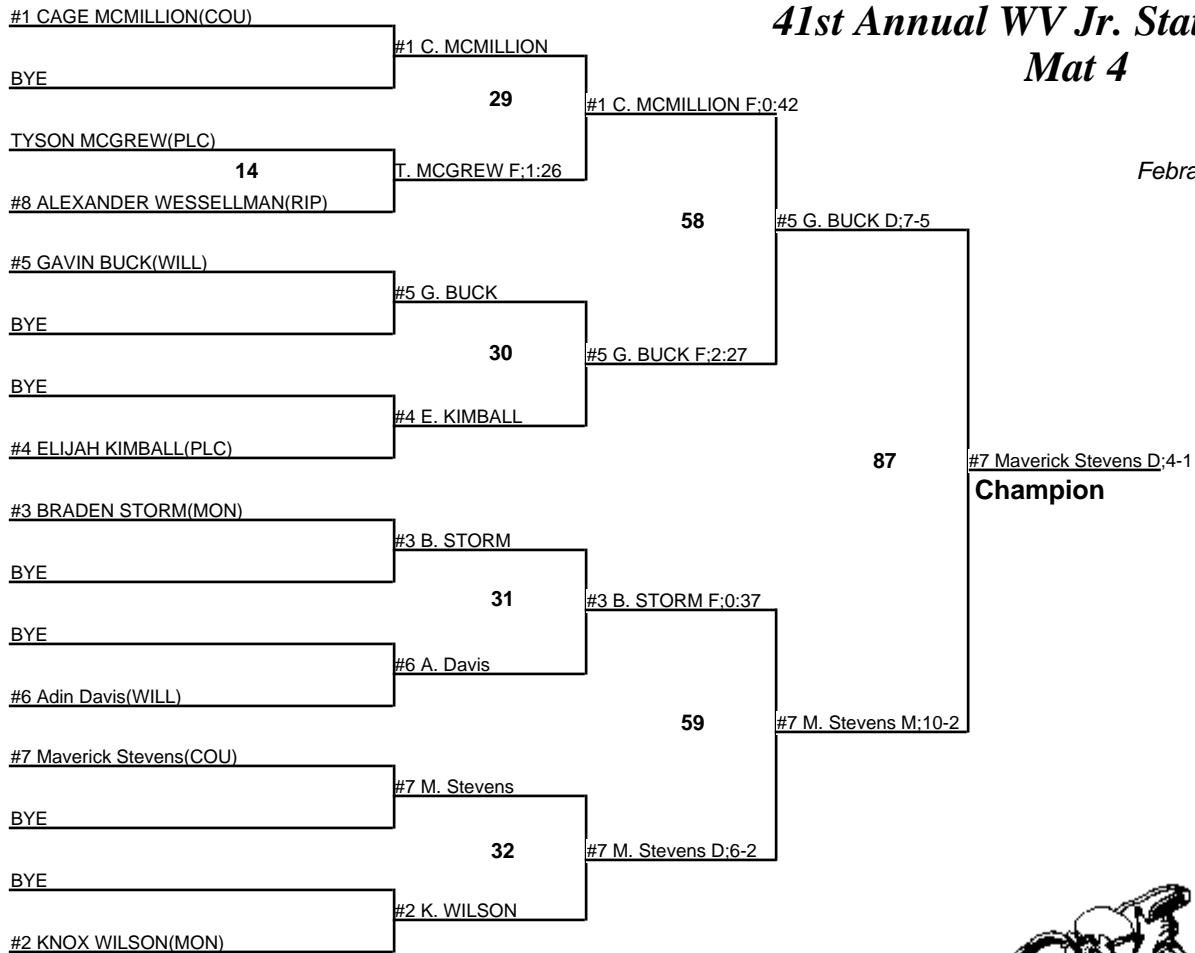 41st Annual WV Jr. Stat
Mat 4
Febra
#1 CAGE MCMILLION(COU)
BYE
TYSON MCGREW(PLC)
14
#8 ALEXANDER WESSELLMAN(RIP)
#5 GAVIN BUCK(WILL)
BYE
BYE
#4 ELIJAH KIMBALL(PLC)
#3 BRADEN STORM(MON)
BYE
BYE
#6 Adin Davis(WILL)
#7 Maverick Stevens(COU)
BYE
BYE
#2 KNOX WILSON(MON)
#1 C. MCMILLION
29
T. MCGREW F;1:26
#5 G. BUCK
30
#4 E. KIMBALL
#3 B. STORM
31
#6 A. Davis
#7 M. Stevens
32
#2 K. WILSON
#1 C. MCMILLION F;0:42
58
#5 G. BUCK F;2:27
#3 B. STORM F;0:37
59
#7 M. Stevens D;6-2
#5 G. BUCK D;7-5
87
#7 M. Stevens M;10-2
#7 Maverick Stevens D;4-1
Champion